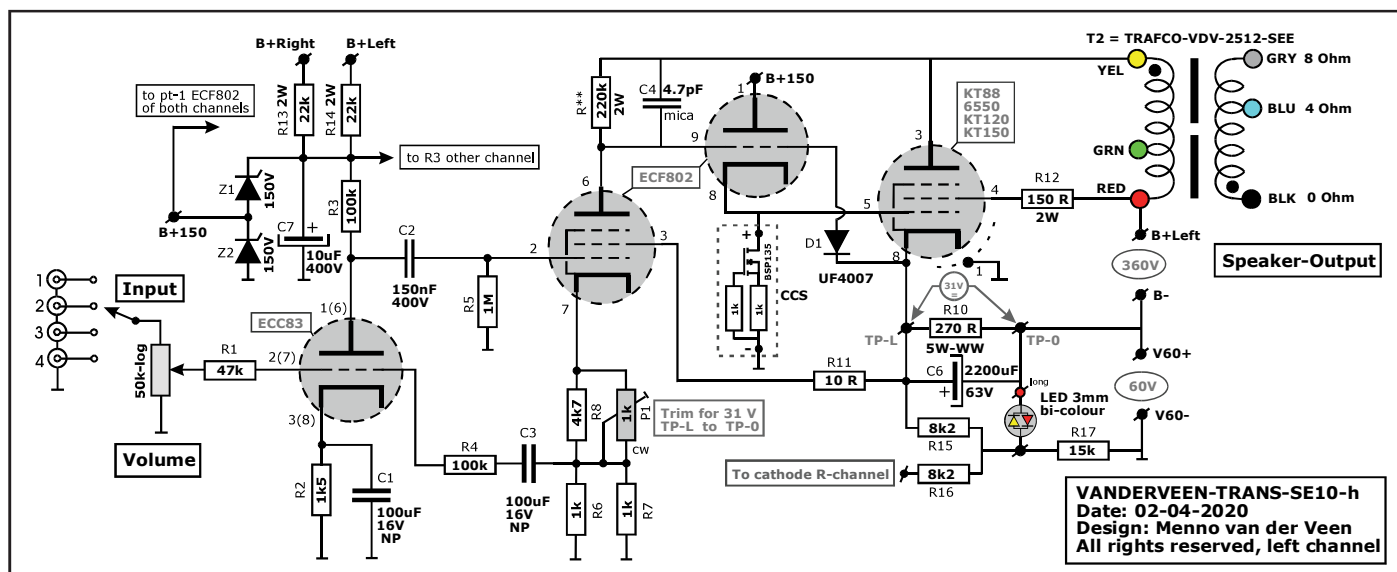 B+Right
B+Left
to pt-1 ECF802
of both channels
R13 2W
22k
R14 2W
22k
to R3 other channel
Z1
150V
Z2
150V
B+150
C7
+
10uF
400V
R3
100k
1
2
3
4
Input
50k-log
Volume
R1
47k
ECC83
1(6)
2(7)
3(8)
R2
1k5
C1
100uF
16V
NP
C2
150nF
400V
R5
1M
R4
100k
C3
100uF
16V
NP
R**
220k
2W
C4
4.7pF
mica
ECF802
6
2
3
7
R8
4k7
P1
1k
cw
Trim for 31 V
TP-L to TP-0
R6
1k
R7
1k
B+150
1
9
8
+
BSP135
1k
1k
-
CCS
D1
UF4007
KT88
6550
KT120
KT150
3
5
4
8
1
R12
150 R
2W
31V
=
R10
270 R
5W-WW
TP-L
TP-0
R11
10 R
C6
+
2200uF
63V
R15
8k2
To cathode R-channel
8k2
R16
long
LED 3mm
bi-colour
R17
15k
T2 = TRAFCO-VDV-2512-SEE
YEL
GRN
RED
GRY 8 Ohm
BLU 4 Ohm
BLK 0 Ohm
B+Left
360V
B-
V60+
60V
V60-
Speaker-Output
VANDERVEEN-TRANS-SE10-h
Date: 02-04-2020
Design: Menno van der Veen
All rights reserved, left channel